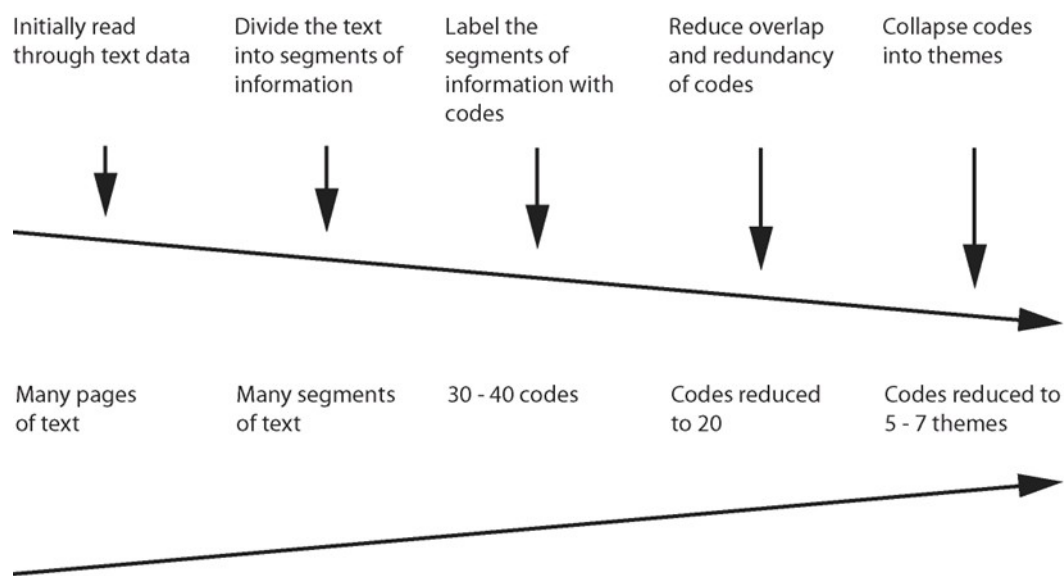 Initially read
through text data
Divide the text
into segments of
information
Label the
segments of
information with
codes
Reduce overlap
and redundancy
of codes
Collapse codes
into themes
Many pages
of text
Many segments
of text
30 - 40 codes
Codes reduced
to 20
Codes reduced to
5 - 7 themes